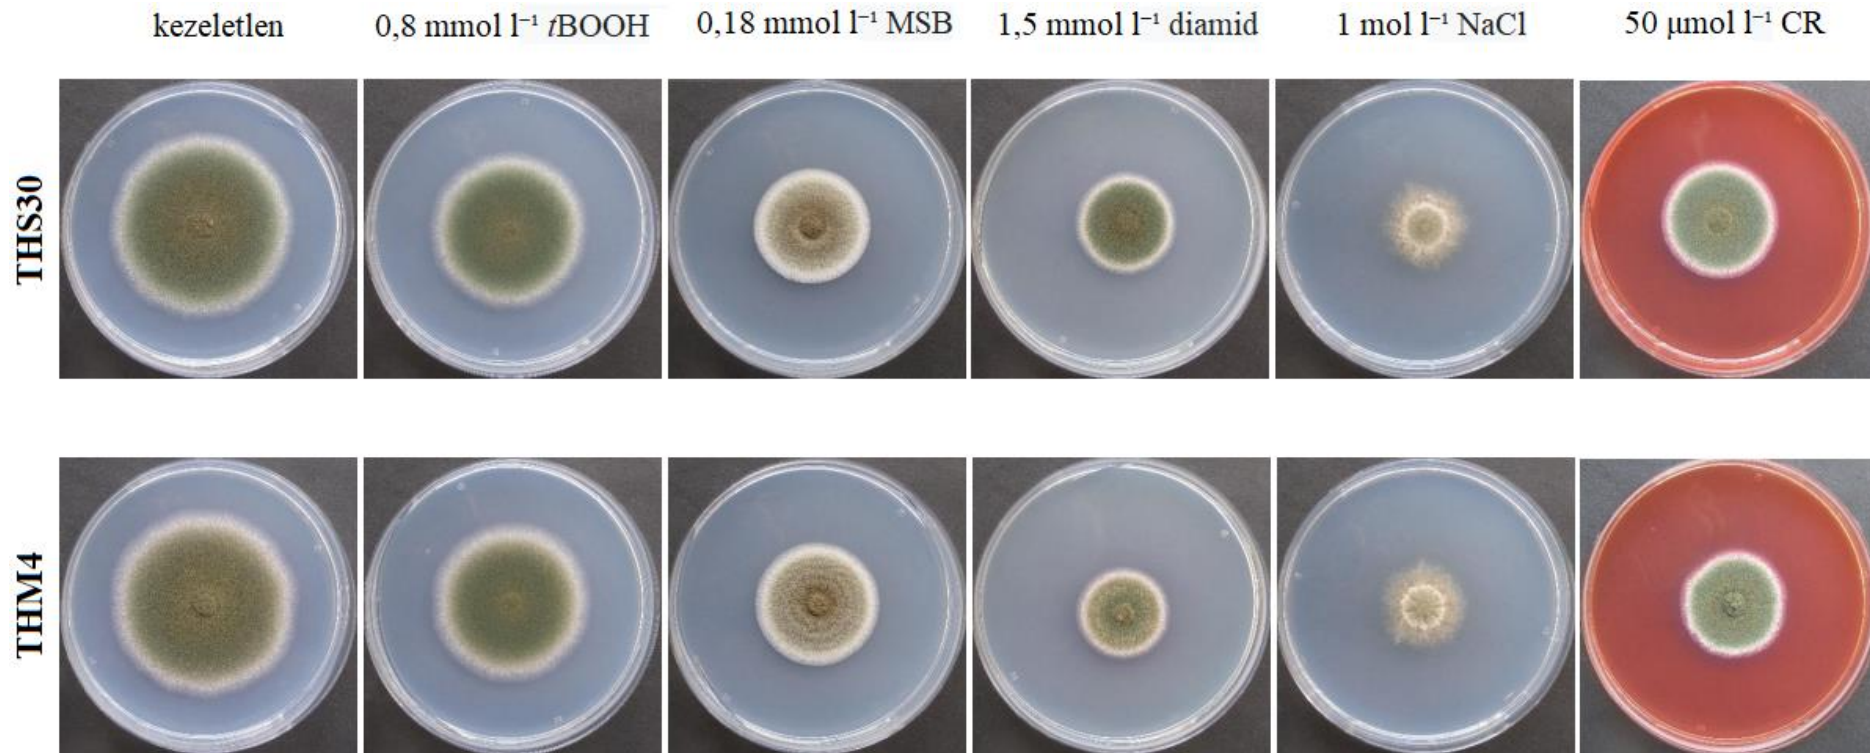 kezeletlen 0,8 mmol l⁻¹ tBOOH 0,18 mmol l⁻¹ MSB 1,5 mmol l⁻¹ diamid 1 mol l⁻¹ NaCl 50 μmol l⁻¹ CR
THS30
THM4